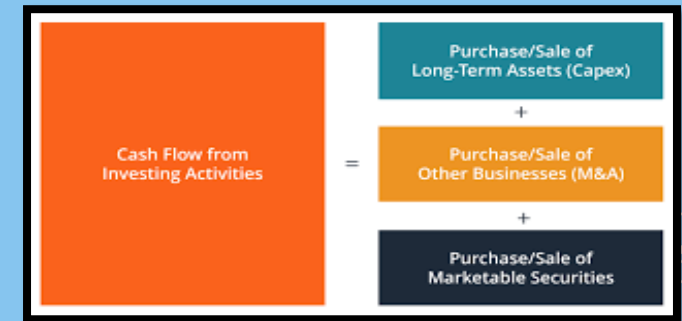 Cash Flow from
Investing Activities
=
Purchase/Sale of
Long-Term Assets (Capex)
+
Purchase/Sale of
Other Businesses (M&A)
+
Purchase/Sale of
Marketable Securities